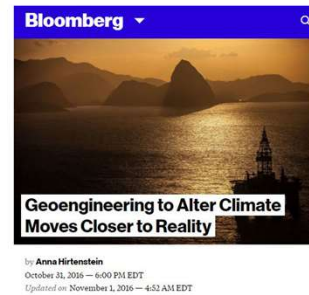 Bloomberg
Geoengineering to Alter Climate
Moves Closer to Reality
by Anna Hirtenstein
October 31, 2016 — 6:00 PM EDT
Updated on November 1, 2016 — 4:52 AM EDT